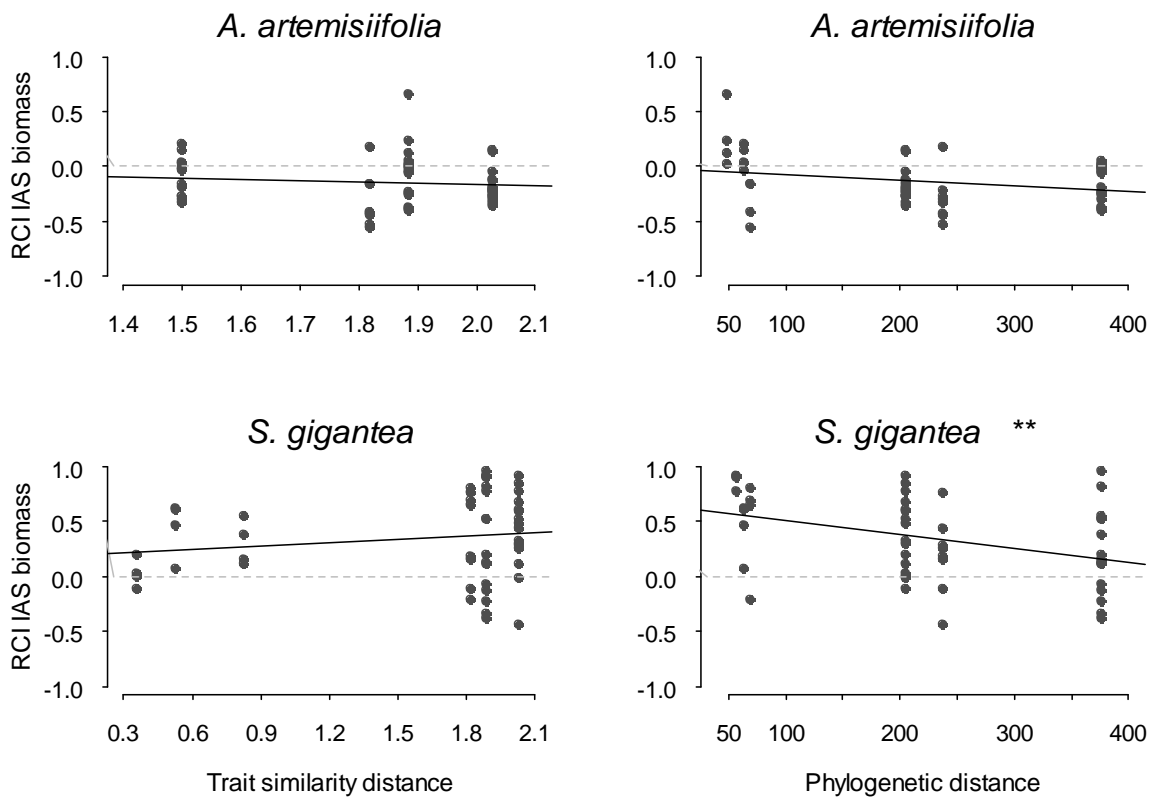 A. artemisiifolia
A. artemisiifolia
RCI IAS biomass
1.0
0.5
0.0
-0.5
-1.0
1.4 1.5 1.6 1.7 1.8 1.9 2.0 2.1
1.0
0.5
0.0
-0.5
-1.0
50 100 200 300 400
S. gigantea
S. gigantea **
RCI IAS biomass
1.0
0.5
0.0
-0.5
-1.0
0.3 0.6 0.9 1.2 1.5 1.8 2.1
Trait similarity distance
1.0
0.5
0.0
-0.5
-1.0
50 100 200 300 400
Phylogenetic distance